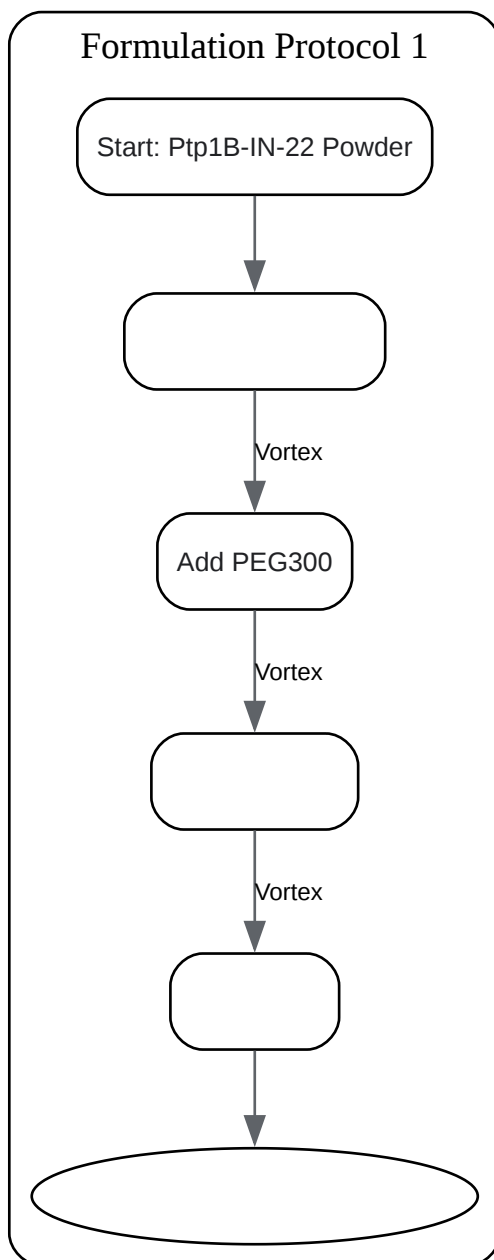 Formulation Protocol 1
Start: Ptp1B-IN-22 Powder
Vortex
Add PEG300
Vortex
Vortex